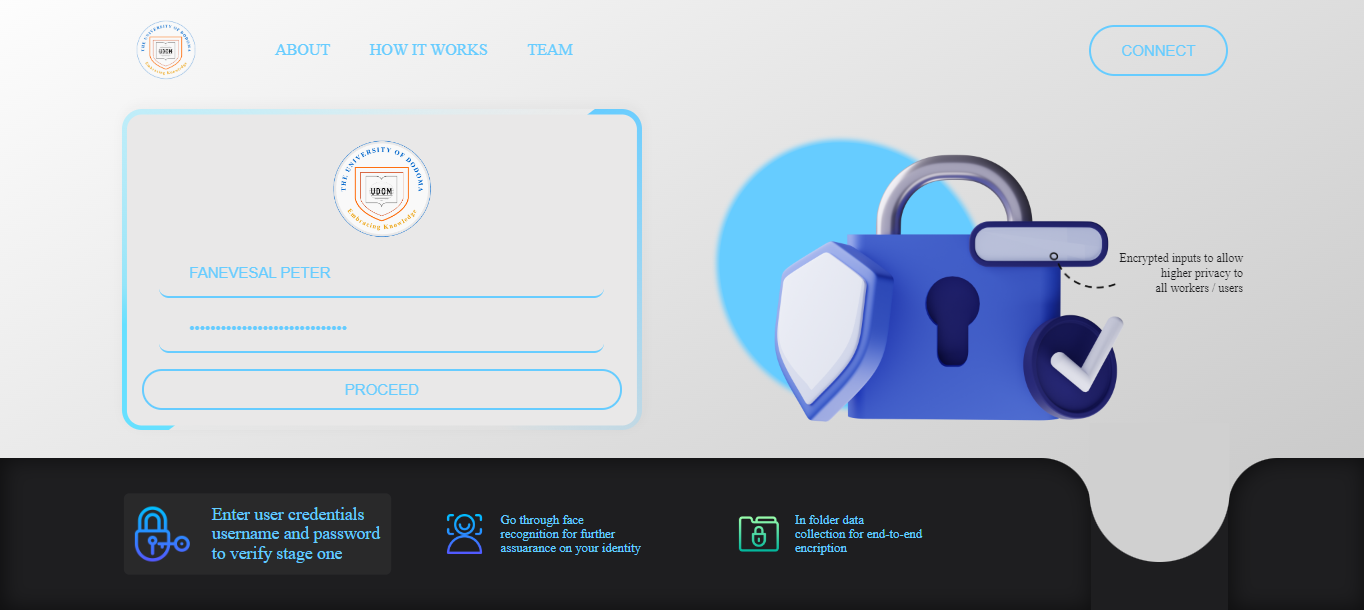 THE UNIVERSITY OF DODOMA
UDOM
Embracing Knowledge
ABOUT
HOW IT WORKS
TEAM
CONNECT
THE UNIVERSITY OF DODOMA
UDOM
Embracing Knowledge
FANEVESAL PETER
PROCEED
Encrypted inputs to allow
higher privacy to
all workers / users
Enter user credentials
username and password
to verify stage one
Go through face
recognition for further
assuarance on your identity
In folder data
collection for end-to-end
encription